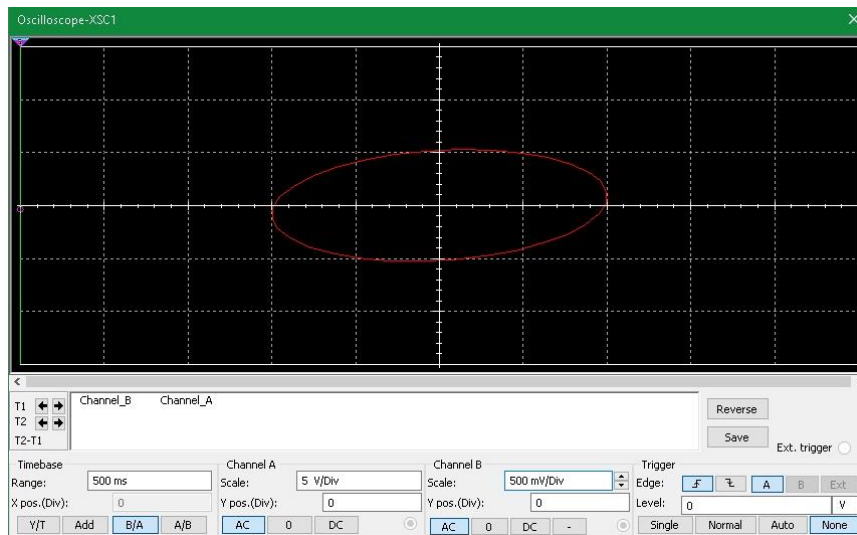 Oscilloscope-XSC1
T1
T2
T2-T1
Channel_B Channel_A
Reverse
Save
Ext. trigger
Timebase
Range: 500 ms
X pos.(Div): 0
Y/T Add B/A A/B
Channel A
Scale: 5 V/Div
Y pos.(Div): 0
AC 0 DC
Channel B
Scale: 500 mV/Div
Y pos.(Div): 0
AC 0 DC -
Trigger
Edge: A B Ext
Level: 0 V
Single Normal Auto None